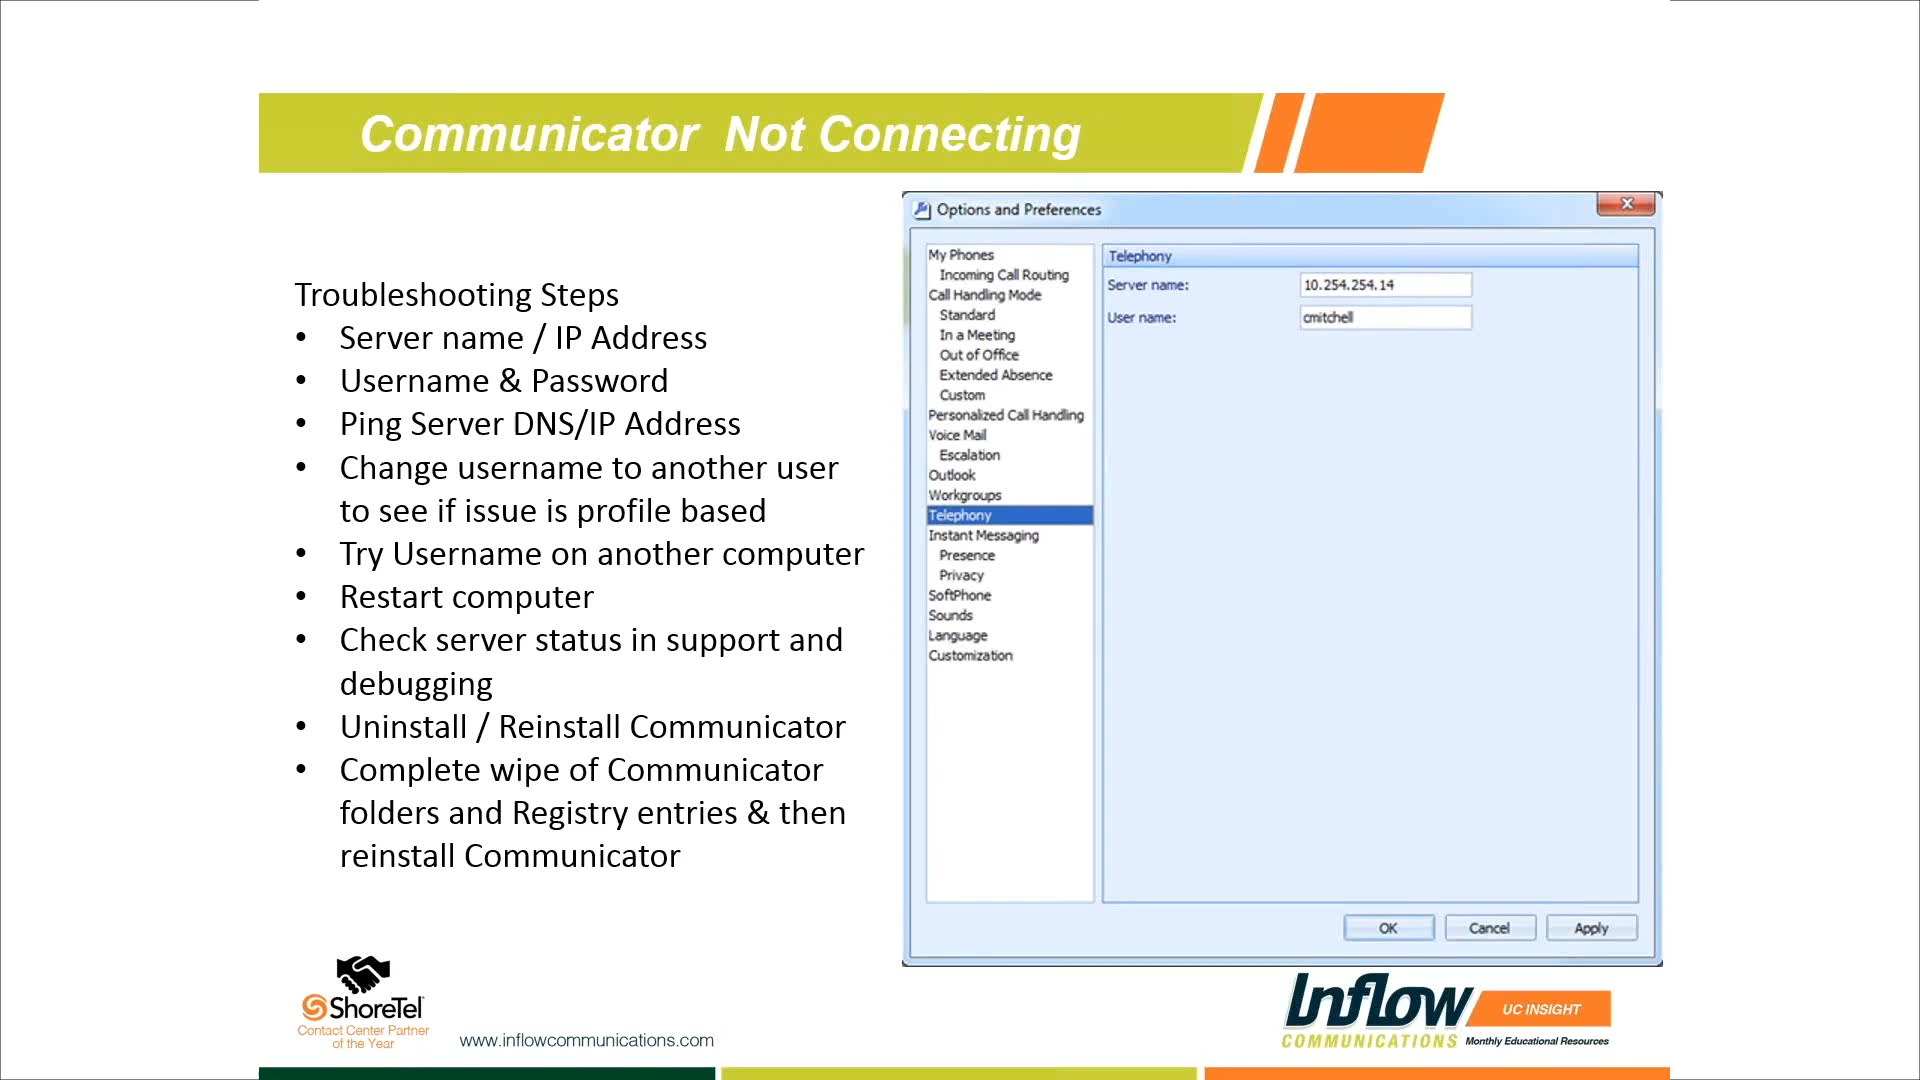 Communicator  Not Connecting
Troubleshooting Steps
• Server name / IP Address
• Username & Password
• Ping Server DNS/IP Address
• Change username to another user
to see if issue is profile based
• Try Username on another computer
• Restart computer
• Check server status in support and
debugging
• Uninstall / Reinstall Communicator
• Complete wipe of Communicator
folders and Registry entries & then
reinstall Communicator
Options and Preferences
My Phones
Incoming Call Routing
Call Handling Mode
Standard
In a Meeting
Out of Office
Extended Absence
Custom
Personalized Call Handling
Voice Mail
Escalation
Outlook
Workgroups
Telephony
Instant Messaging
Presence
Privacy
SoftPhone
Sounds
Language
Customization
Telephony
Server name: 10.254.254.14
User name: cmitchell
OK Cancel Apply
ShoreTel
Contact Center Partner
of the Year
www.inflowcommunications.com
Inflow
COMMUNICATIONS
UC INSIGHT
Monthly Educational Resources